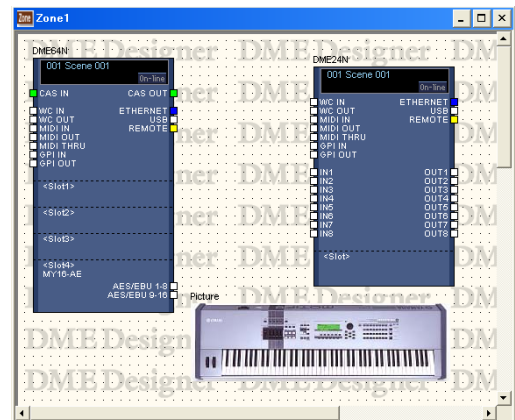 Zone1
DME64N
001 Scene 001
On-line
CAS IN CAS OUT
WC IN ETHERNET
WC OUT USB
MIDI IN REMOTE
MIDI OUT
MIDI THRU
GPI IN
GPI OUT
<Slot1>
<Slot2>
<Slot3>
<Slot4>
MY16-AE
AES/EBU 1-8
AES/EBU 9-16
DME24N
001 Scene 001
On-line
WC IN ETHERNET
WC OUT USB
MIDI IN REMOTE
MIDI OUT
MIDI THRU
GPI IN
GPI OUT
IN1 OUT1
IN2 OUT2
IN3 OUT3
IN4 OUT4
IN5 OUT5
IN6 OUT6
IN7 OUT7
IN8 OUT8
<Slot>
Picture
DME Designer DME Designer DM